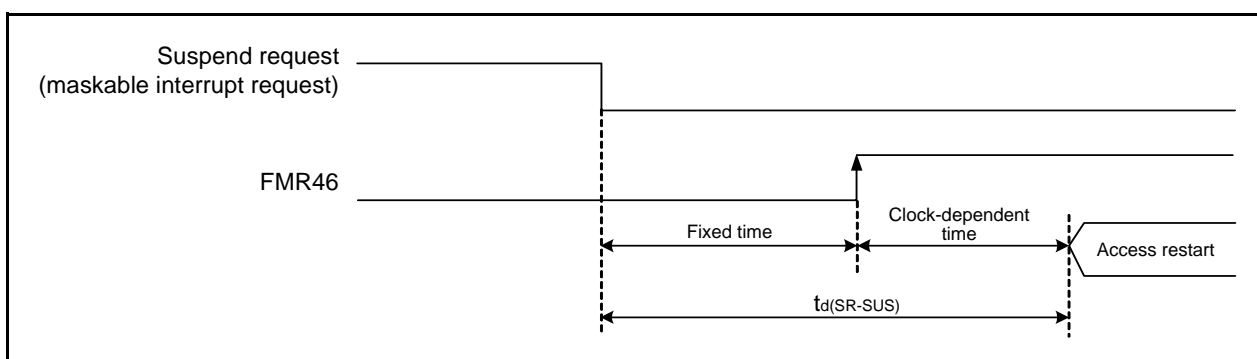 Suspend request
(maskable interrupt request)
FMR46
Fixed time
Clock-dependent
time
Access restart
td(SR-SUS)